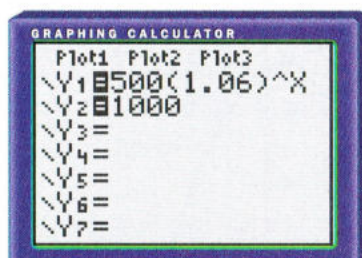 GRAPHING CALCULATOR
Plot1 Plot2 Plot3
\Y1=500(1.06)^X
\Y2=1000
\Y3=
\Y4=
\Y5=
\Y6=
\Y7=